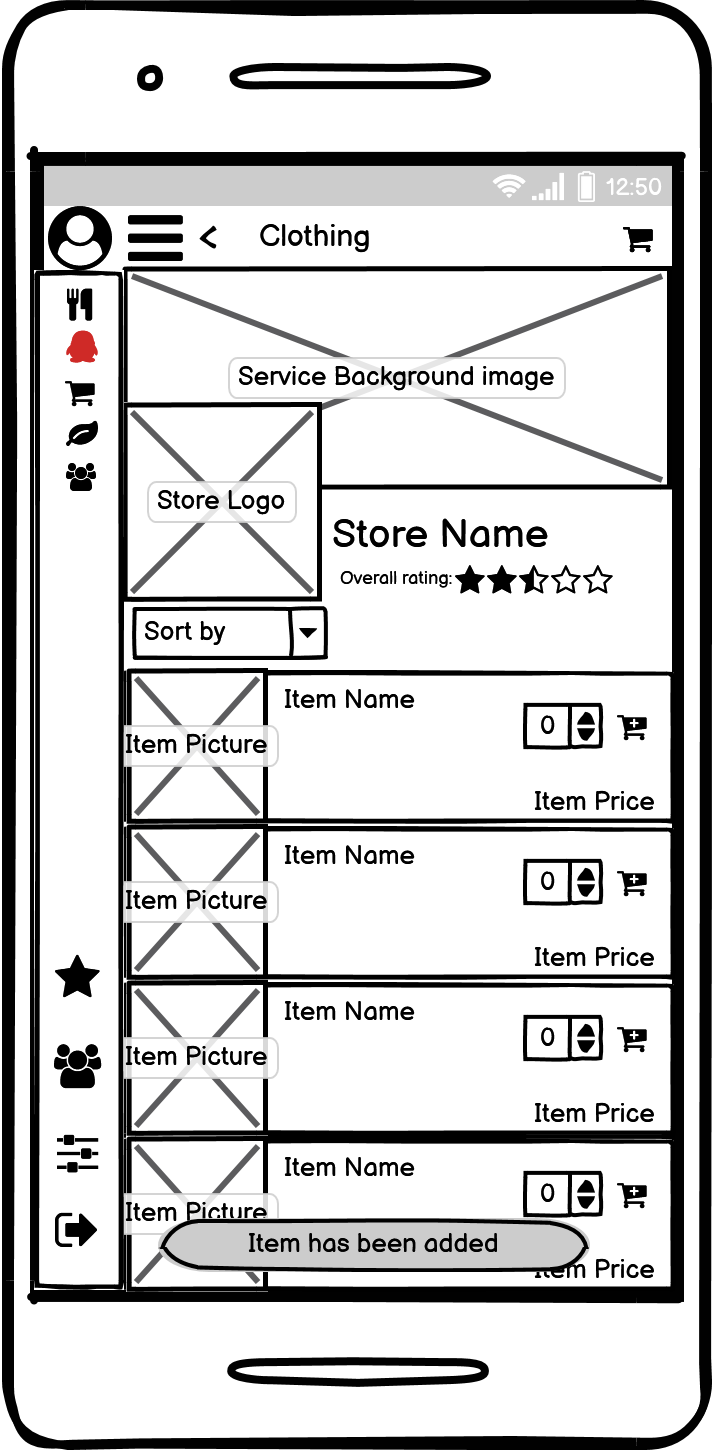 12:50
Clothing
Service Background image
Store Logo
Store Name
Overall rating:
Sort by
Item Name
0
Item Picture
Item Price
Item Name
0
Item Picture
Item Price
Item Name
0
Item Picture
Item Price
Item Name
0
Item Picture
Item has been added
Item Price